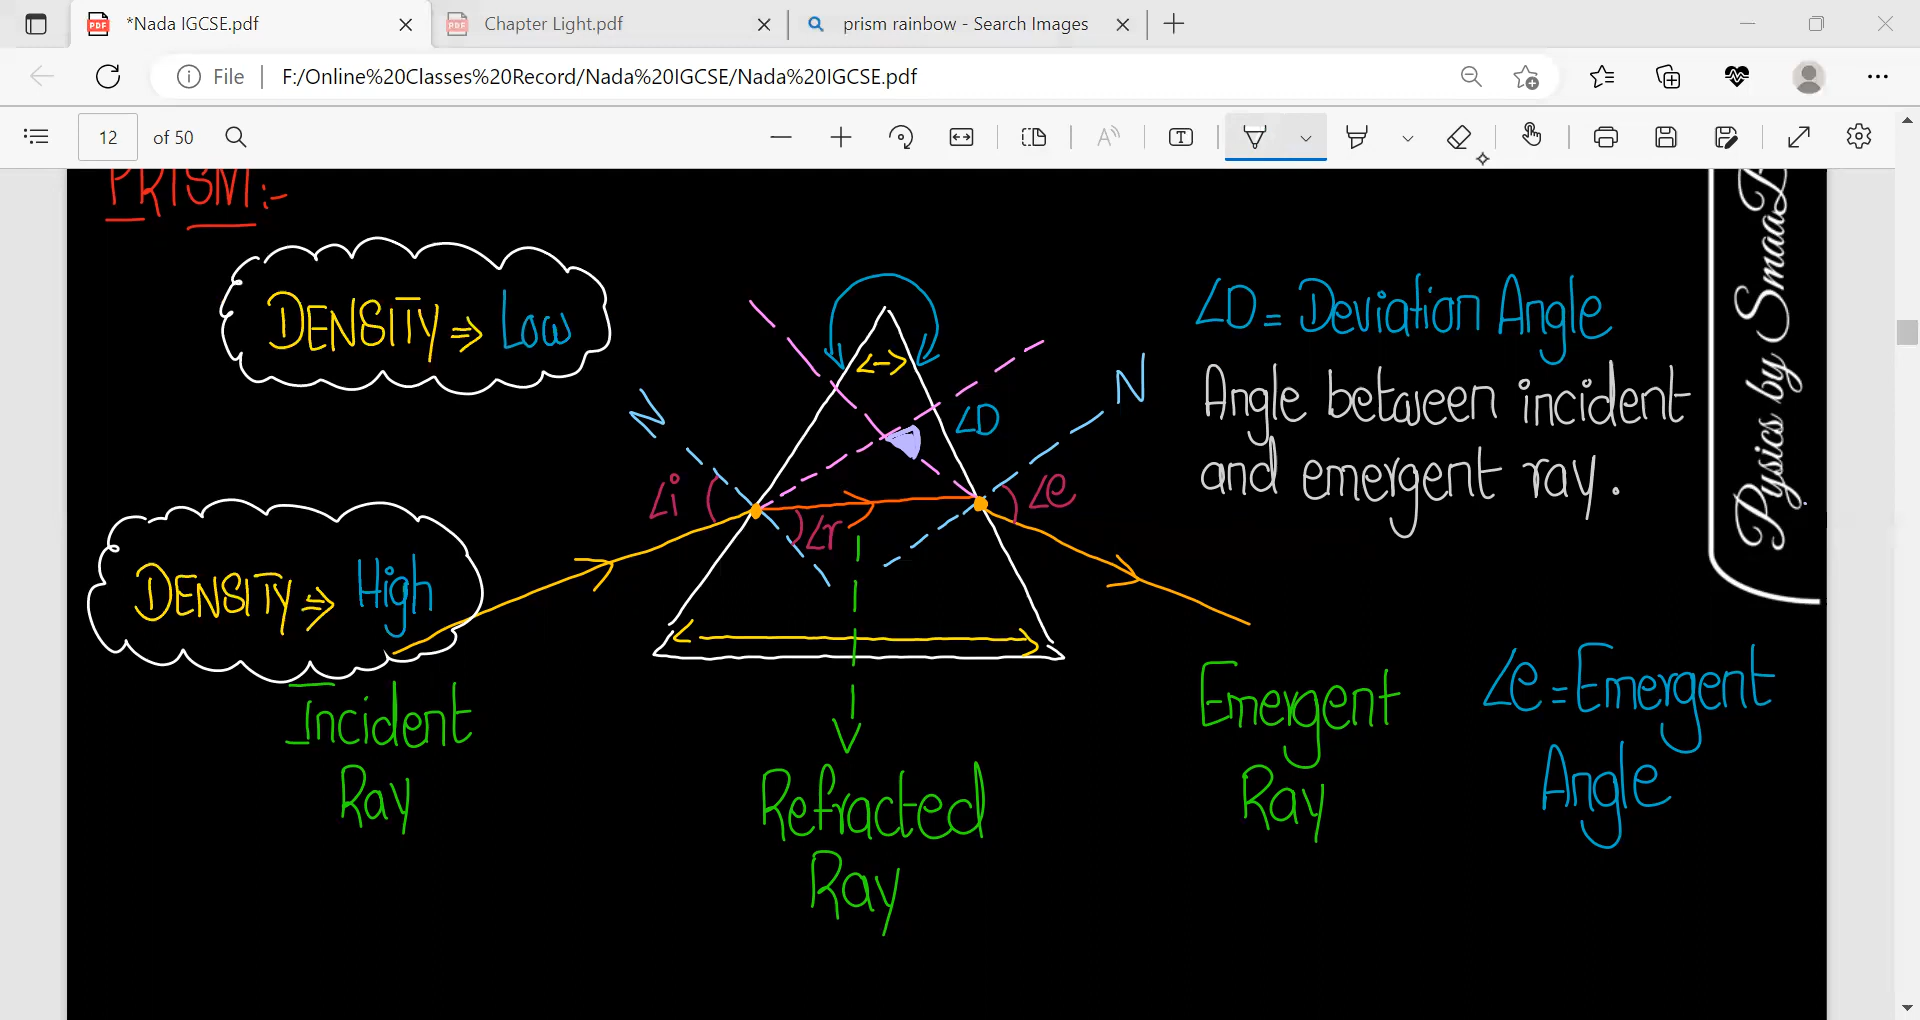 *Nada IGCSE.pdf
Chapter Light.pdf
prism rainbow - Search Images
File
F:/Online%20Classes%20Record/Nada%20IGCSE/Nada%20IGCSE.pdf
12 of 50
PRISM:-
DENSITY ⇒ Low
∠D = Deviation Angle
Angle between incident
and emergent ray.
N
N
∠D
∠i
∠r
∠e
DENSITY ⇒ High
Incident
Ray
Refracted
Ray
Emergent
Ray
∠e = Emergent
Angle
Pysics by Smaa